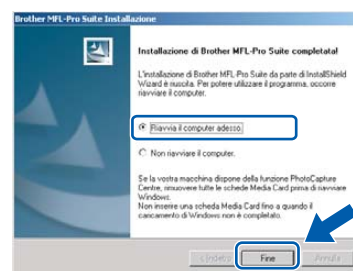 Brother MFL-Pro Suite Installazione
Installazione di Brother MFL-Pro Suite completata!
L'installazione di Brother MFL-Pro Suite da parte di InstallShield
Wizard è riuscita. Per potere utilizzare il programma, occorre
riavviare il computer.
Riavvia il computer adesso.
Non riavviare il computer.
Se la vostra macchina dispone della funzione PhotoCapture
Centre, rimuovere tutte le schede Media Card prima di riavviare
Windows.
Non inserire una scheda Media Card fino a quando il
caricamento di Windows non è completato.
< Indietro
Fine
Annulla